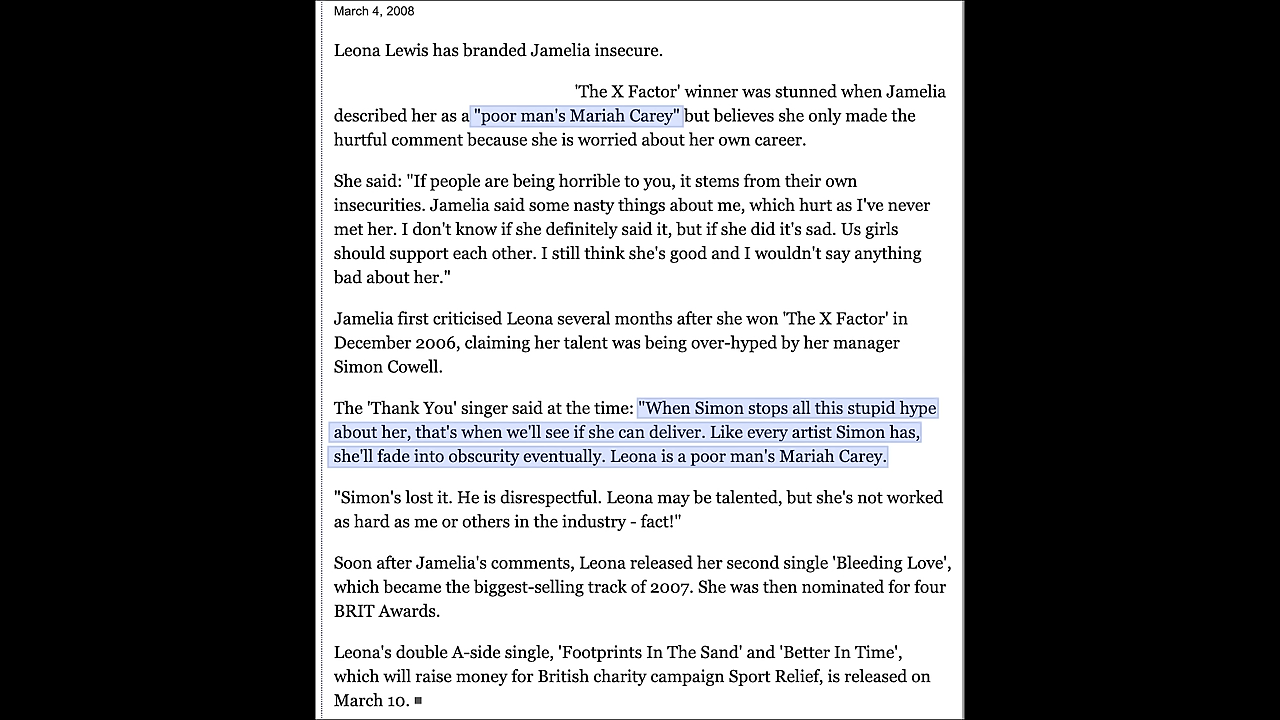 March 4, 2008
Leona Lewis has branded Jamelia insecure.
'The X Factor' winner was stunned when Jamelia
described her as a "poor man's Mariah Carey" but believes she only made the
hurtful comment because she is worried about her own career.
She said: "If people are being horrible to you, it stems from their own
insecurities. Jamelia said some nasty things about me, which hurt as I've never
met her. I don't know if she definitely said it, but if she did it's sad. Us girls
should support each other. I still think she's good and I wouldn't say anything
bad about her."
Jamelia first criticised Leona several months after she won 'The X Factor' in
December 2006, claiming her talent was being over-hyped by her manager
Simon Cowell.
The 'Thank You' singer said at the time: "When Simon stops all this stupid hype
about her, that's when we'll see if she can deliver. Like every artist Simon has,
she'll fade into obscurity eventually. Leona is a poor man's Mariah Carey.
"Simon's lost it. He is disrespectful. Leona may be talented, but she's not worked
as hard as me or others in the industry - fact!"
Soon after Jamelia's comments, Leona released her second single 'Bleeding Love',
which became the biggest-selling track of 2007. She was then nominated for four
BRIT Awards.
Leona's double A-side single, 'Footprints In The Sand' and 'Better In Time',
which will raise money for British charity campaign Sport Relief, is released on
March 10. ■